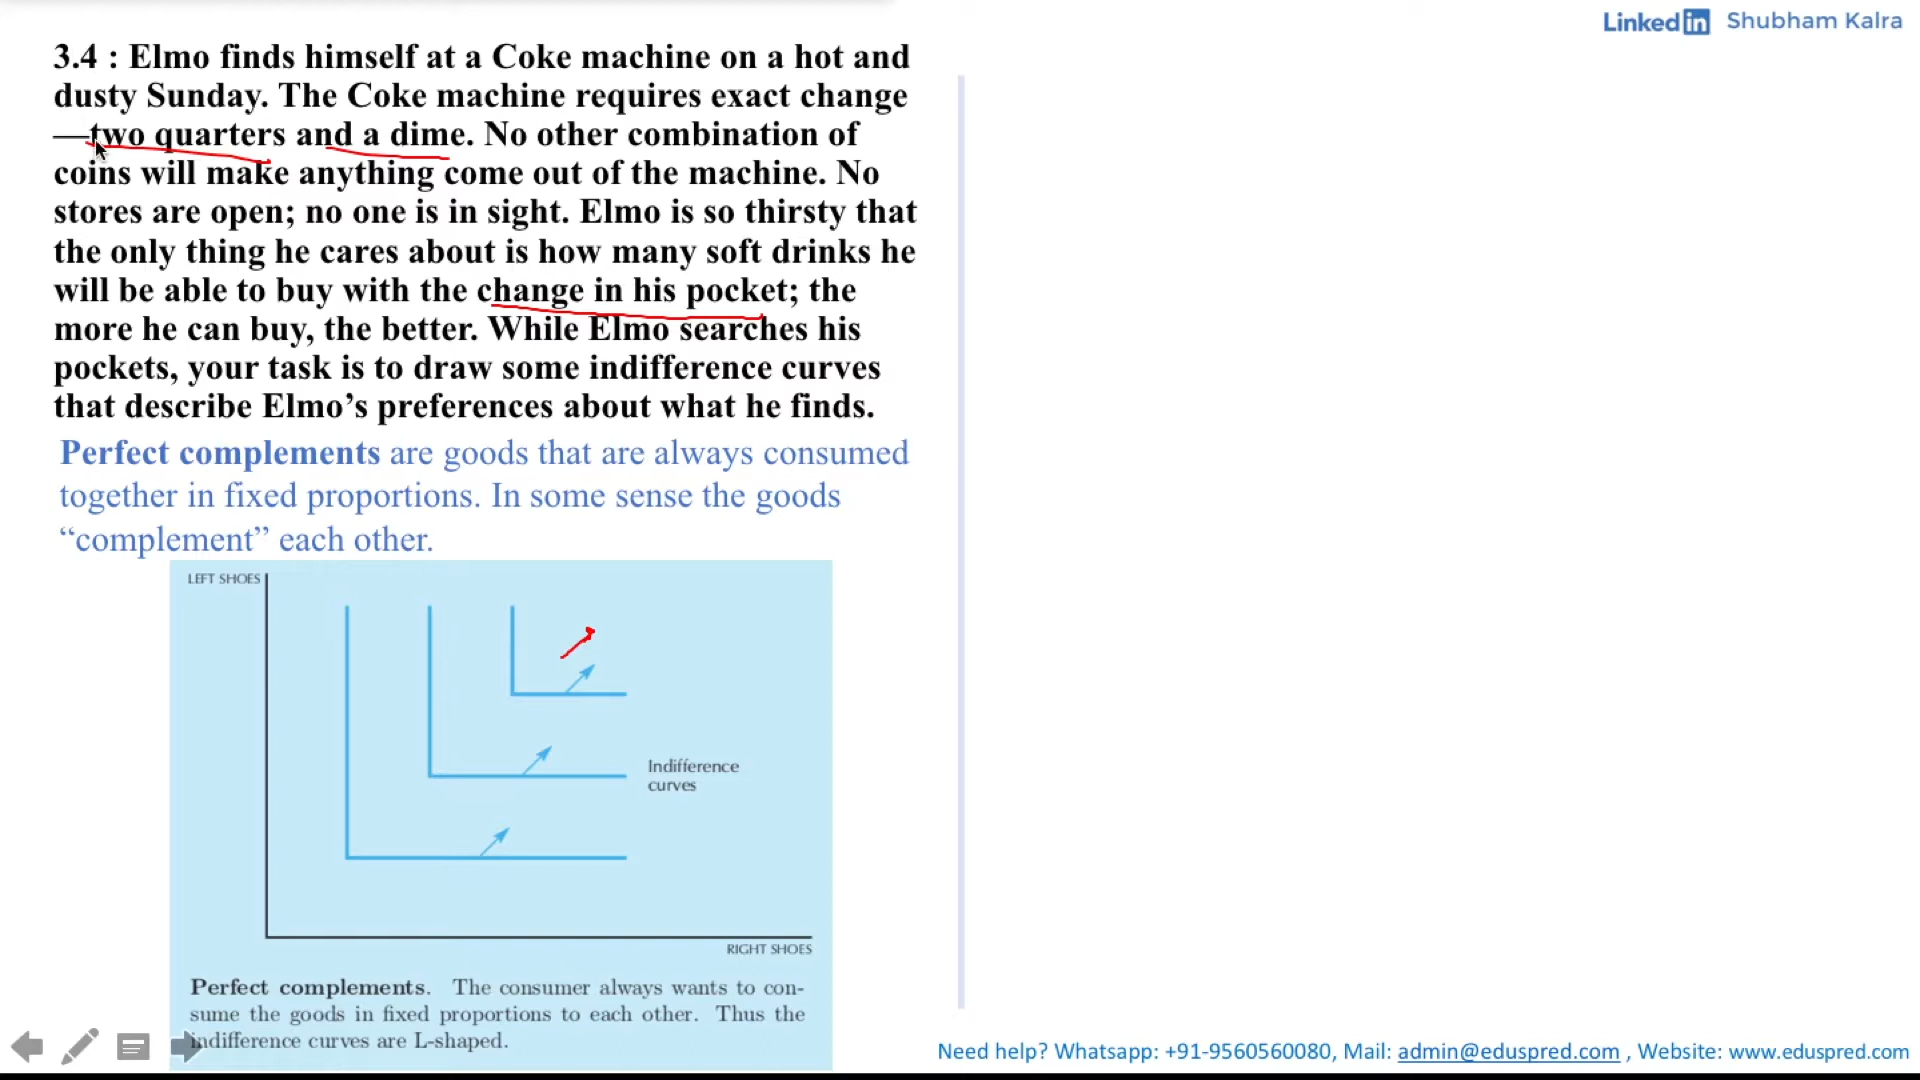 Linked in Shubham Kalra
3.4 : Elmo finds himself at a Coke machine on a hot and
dusty Sunday. The Coke machine requires exact change
—two quarters and a dime. No other combination of
coins will make anything come out of the machine. No
stores are open; no one is in sight. Elmo is so thirsty that
the only thing he cares about is how many soft drinks he
will be able to buy with the change in his pocket; the
more he can buy, the better. While Elmo searches his
pockets, your task is to draw some indifference curves
that describe Elmo’s preferences about what he finds.
Perfect complements are goods that are always consumed
together in fixed proportions. In some sense the goods
“complement” each other.
LEFT SHOES
Indifference
curves
RIGHT SHOES
Perfect complements. The consumer always wants to con-
sume the goods in fixed proportions to each other. Thus the
indifference curves are L-shaped.
Need help? Whatsapp: +91-9560560080, Mail: admin@eduspred.com , Website: www.eduspred.com